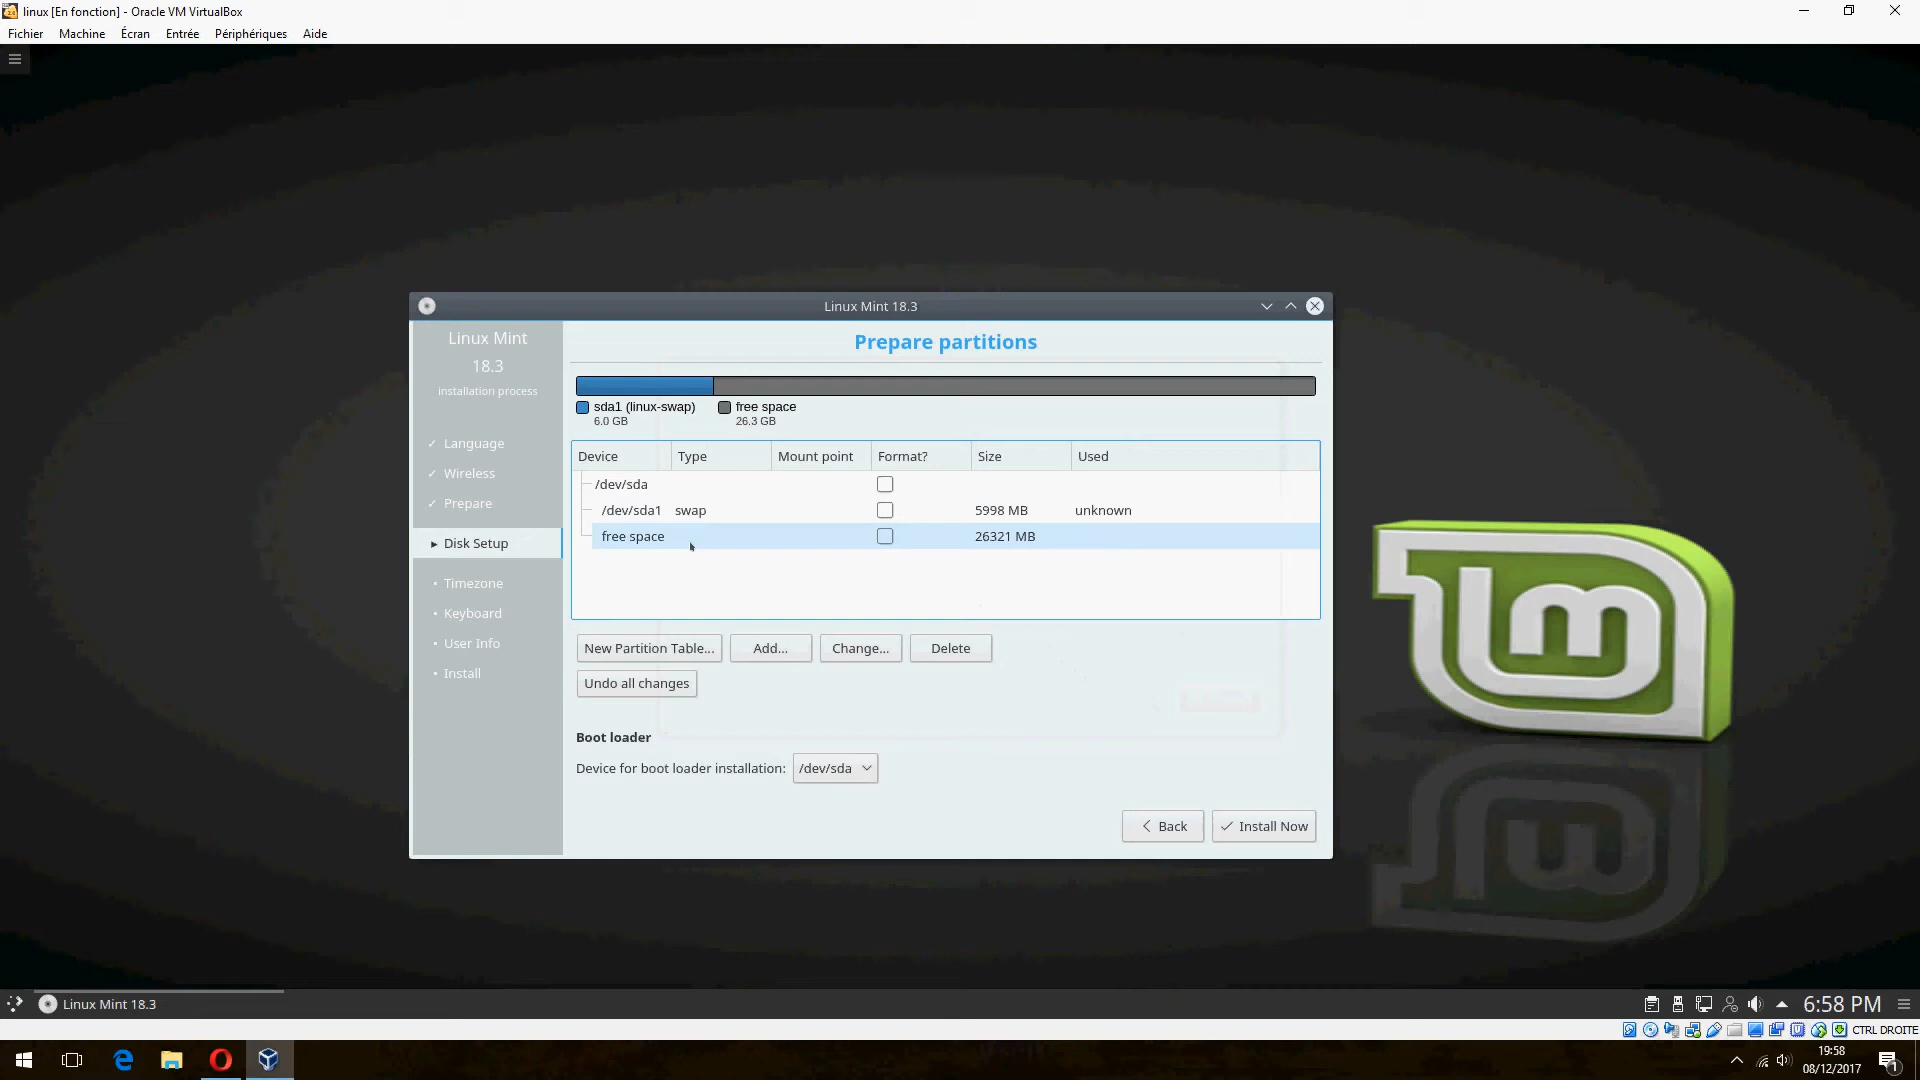 linux [En fonction] - Oracle VM VirtualBox
Fichier Machine Écran Entrée Périphériques Aide
Linux Mint 18.3
Linux Mint
18.3
installation process
✓ Language
✓ Wireless
✓ Prepare
▸ Disk Setup
• Timezone
• Keyboard
• User Info
• Install
Prepare partitions
sda1 (linux-swap)
6.0 GB
free space
26.3 GB
Device Type Mount point Format? Size Used
/dev/sda
/dev/sda1 swap 5998 MB unknown
free space 26321 MB
New Partition Table... Add... Change... Delete
Undo all changes
Boot loader
Device for boot loader installation: /dev/sda
Back Install Now
lm
Linux Mint 18.3
6:58 PM
CTRL DROITE
19:58
08/12/2017
1